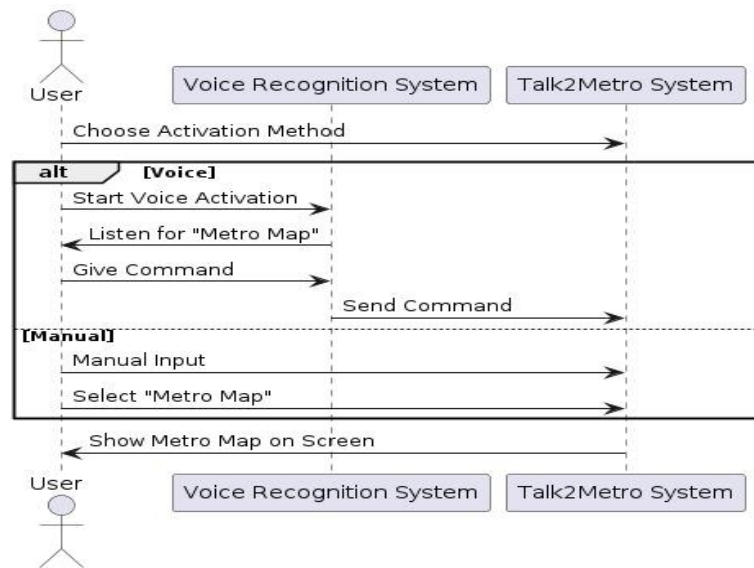 User
Voice Recognition System
Talk2Metro System
Choose Activation Method
alt
[Voice]
Start Voice Activation
Listen for "Metro Map"
Give Command
Send Command
[Manual]
Manual Input
Select "Metro Map"
Show Metro Map on Screen
User
Voice Recognition System
Talk2Metro System